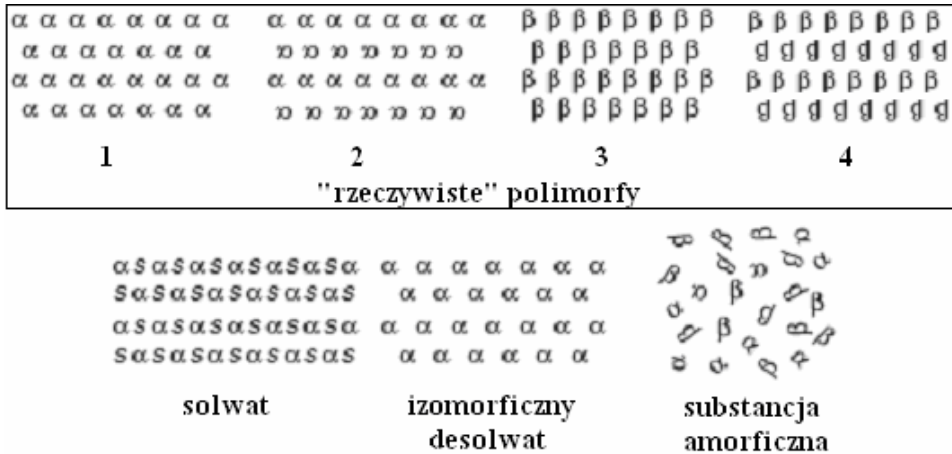 α α α α α α α α α α α α α α α α β β β β β β β β β β β β β β β β
α α α α α α α β β β β β β β
α α α α α α α α α α α α α α α α β β β β β β β β β β β β β β β β
α α α α α α α β β β β β β β
1 2 3 4
"rzeczywiste" polimorfy
α s α s α s α s α s α s α α α α α α α α
s α s α s α s α s α s α s α α α α α α
α s α s α s α s α s α s α α α α α α α α
s α s α s α s α s α s α s α α α α α α
solwat izomorficzny substancja
desolwat amorficzna